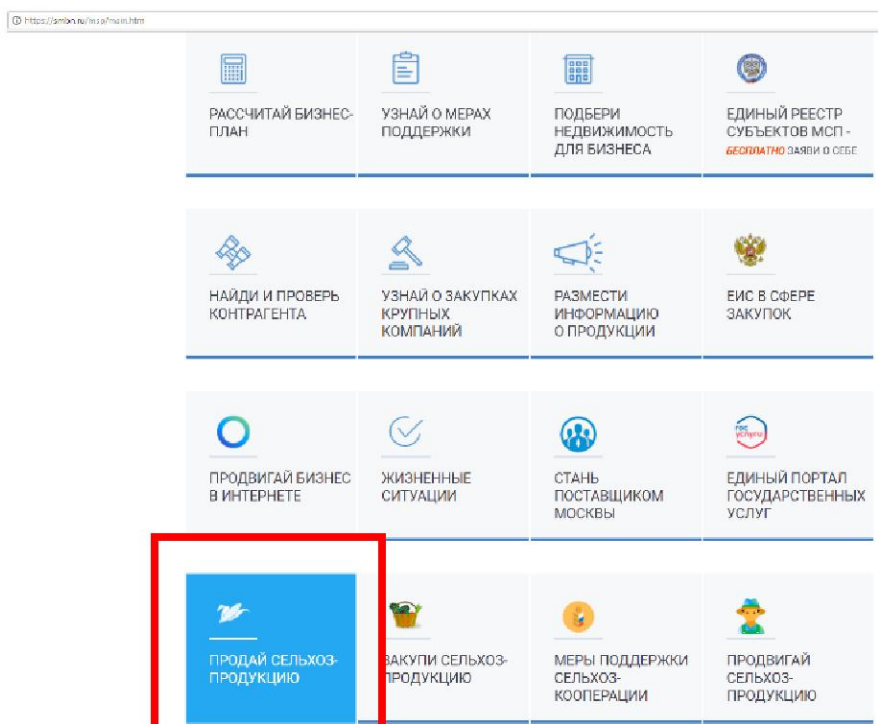 https://smbn.ru/msp/main.htm
РАССЧИТАЙ БИЗНЕС-
ПЛАН
УЗНАЙ О МЕРАХ
ПОДДЕРЖКИ
ПОДБЕРИ
НЕДВИЖИМОСТЬ
ДЛЯ БИЗНЕСА
ЕДИНЫЙ РЕЕСТР
СУБЪЕКТОВ МСП -
БЕСПЛАТНО ЗАЯВИ О СЕБЕ
НАЙДИ И ПРОВЕРЬ
КОНТРАГЕНТА
УЗНАЙ О ЗАКУПКАХ
КРУПНЫХ
КОМПАНИЙ
РАЗМЕСТИ
ИНФОРМАЦИЮ
О ПРОДУКЦИИ
ЕИС В СФЕРЕ
ЗАКУПОК
ПРОДВИГАЙ БИЗНЕС
В ИНТЕРНЕТЕ
ЖИЗНЕННЫЕ
СИТУАЦИИ
СТАНЬ
ПОСТАВЩИКОМ
МОСКВЫ
гос
услуги
ЕДИНЫЙ ПОРТАЛ
ГОСУДАРСТВЕННЫХ
УСЛУГ
ПРОДАЙ СЕЛЬХОЗ-
ПРОДУКЦИЮ
ЗАКУПИ СЕЛЬХОЗ-
ПРОДУКЦИЮ
МЕРЫ ПОДДЕРЖКИ
СЕЛЬХОЗ-
КООПЕРАЦИИ
ПРОДВИГАЙ
СЕЛЬХОЗ-
ПРОДУКЦИЮ